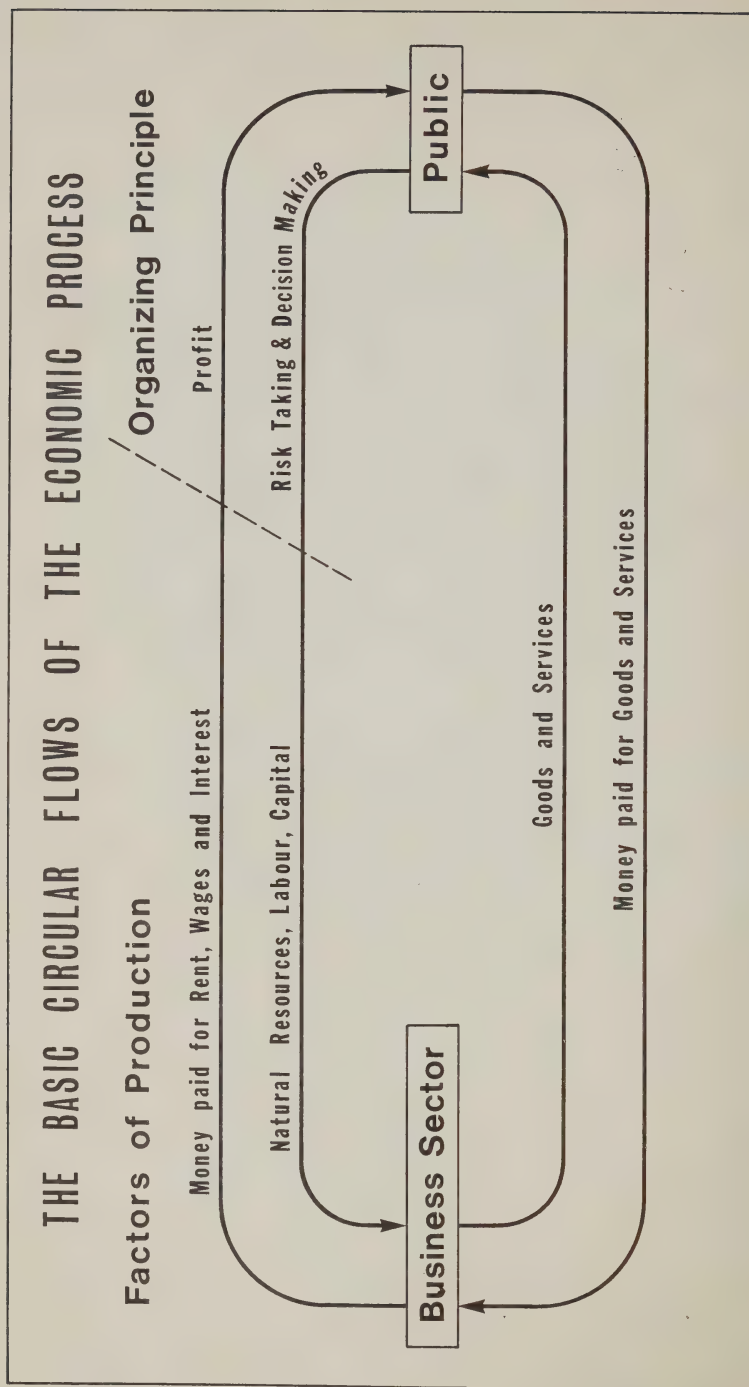 THE BASIC CIRCULAR FLOWS OF THE ECONOMIC PROCESS
Factors of Production
Organizing Principle
Money paid for Rent, Wages and Interest
Profit
Natural Resources, Labour, Capital
Risk Taking & Decision Making
Business Sector
Public
Goods and Services
Money paid for Goods and Services